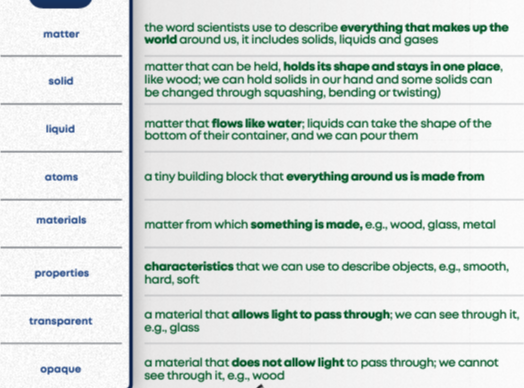 matter
the word scientists use to describe everything that makes up the
world around us, it includes solids, liquids and gases
solid
matter that can be held, holds its shape and stays in one place,
like wood; we can hold solids in our hand and some solids can
be changed through squashing, bending or twisting)
liquid
matter that flows like water; liquids can take the shape of the
bottom of their container, and we can pour them
atoms
a tiny building block that everything around us is made from
materials
matter from which something is made, e.g., wood, glass, metal
properties
characteristics that we can use to describe objects, e.g., smooth,
hard, soft
transparent
a material that allows light to pass through; we can see through it,
e.g., glass
opaque
a material that does not allow light to pass through; we cannot
see through it, e.g., wood